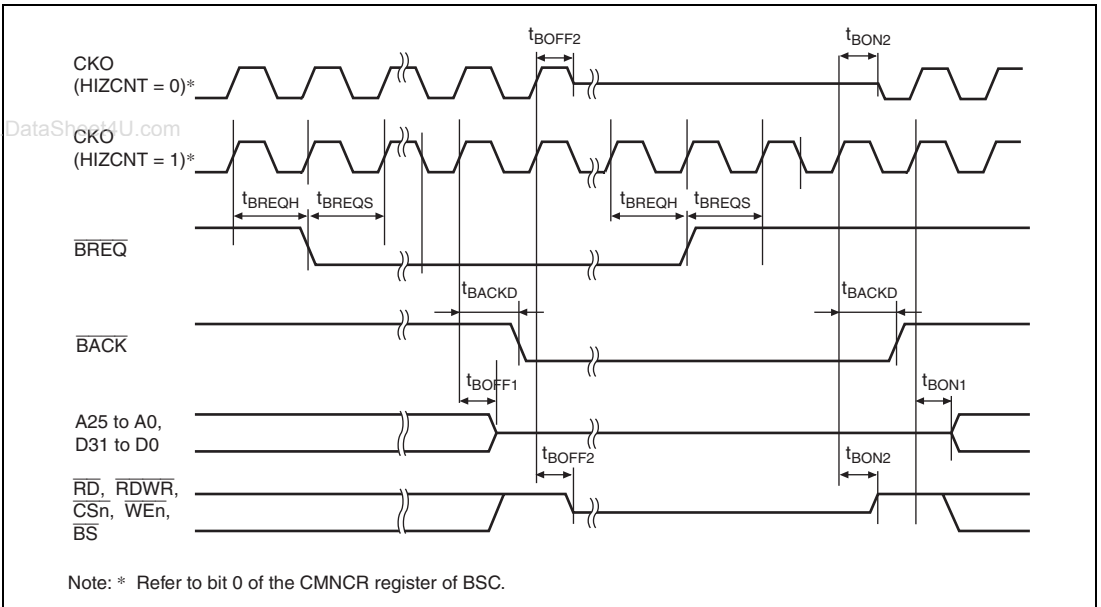 tBOFF2 tBON2
CKO
(HIZCNT = 0)*
DataSheet4U.com
CKO
(HIZCNT = 1)*
tBREQH tBREQS tBREQH tBREQS
BREQ
tBACKD tBACKD
BACK
tBOFF1 tBON1
A25 to A0,
D31 to D0
tBOFF2 tBON2
RD, RDWR,
CSn, WEn,
BS
Note: * Refer to bit 0 of the CMNCR register of BSC.